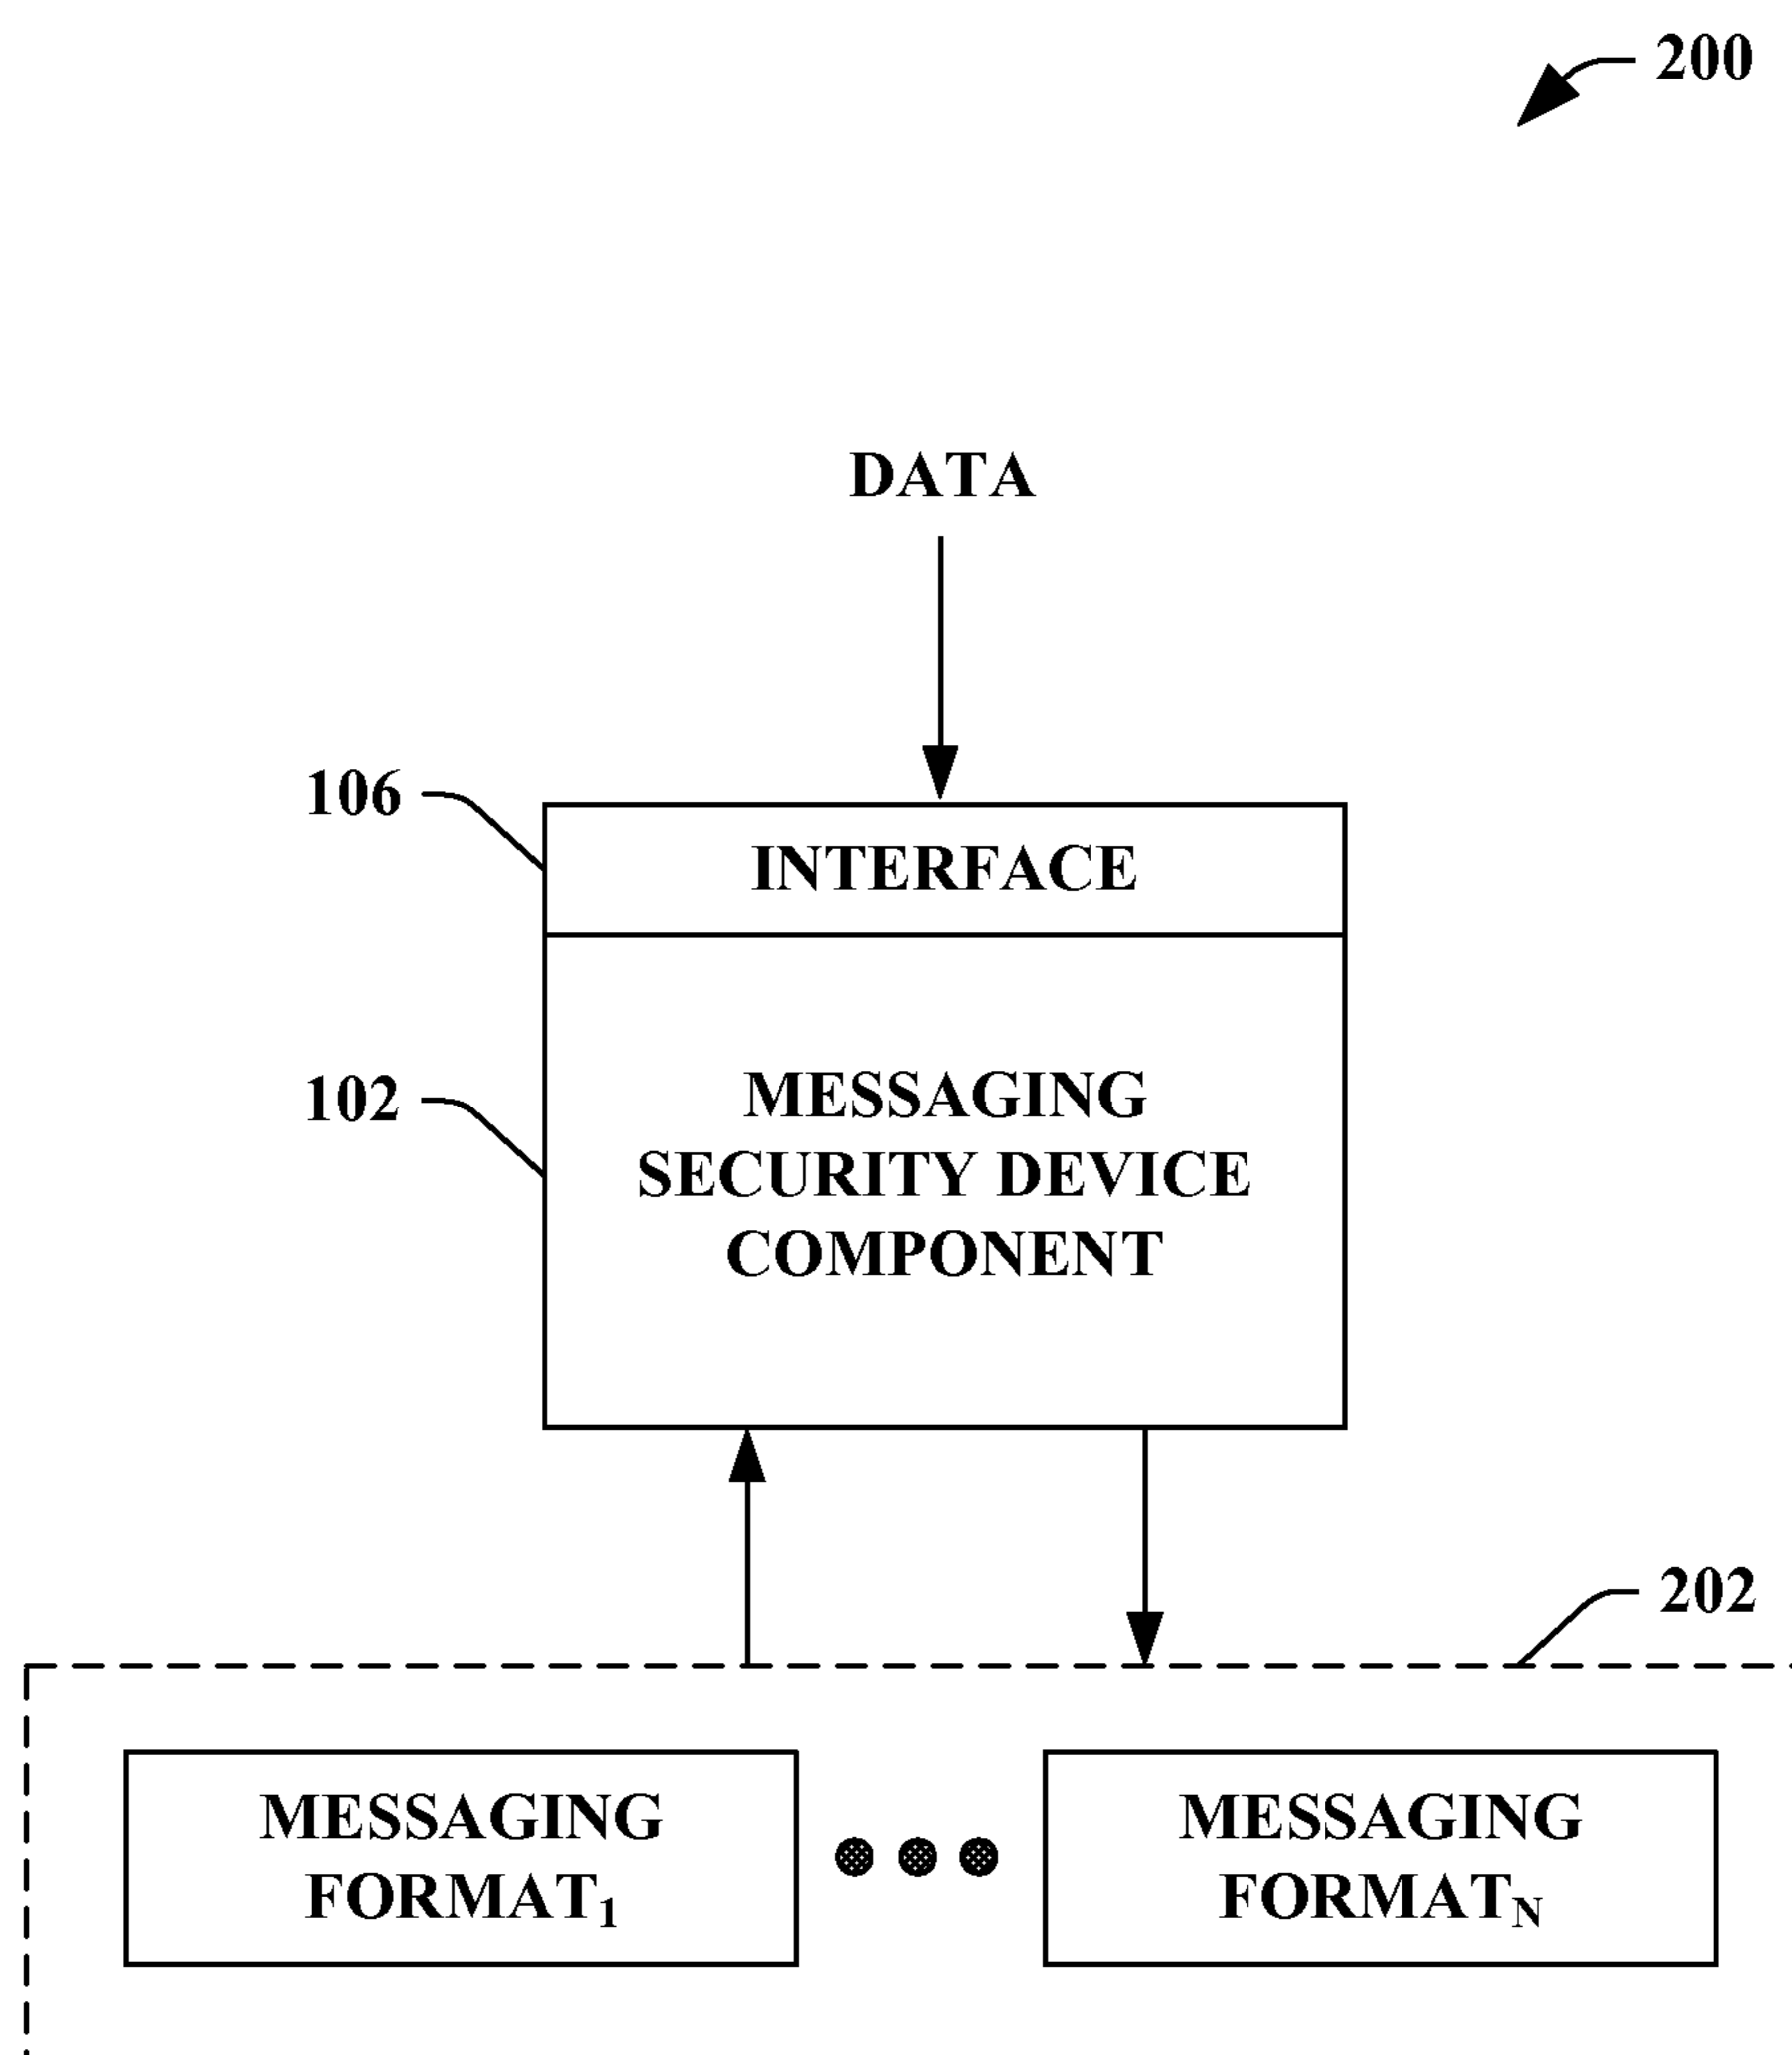 200
DATA
106
INTERFACE
102
MESSAGING
SECURITY DEVICE
COMPONENT
202
MESSAGING
FORMAT₁
MESSAGING
FORMATN